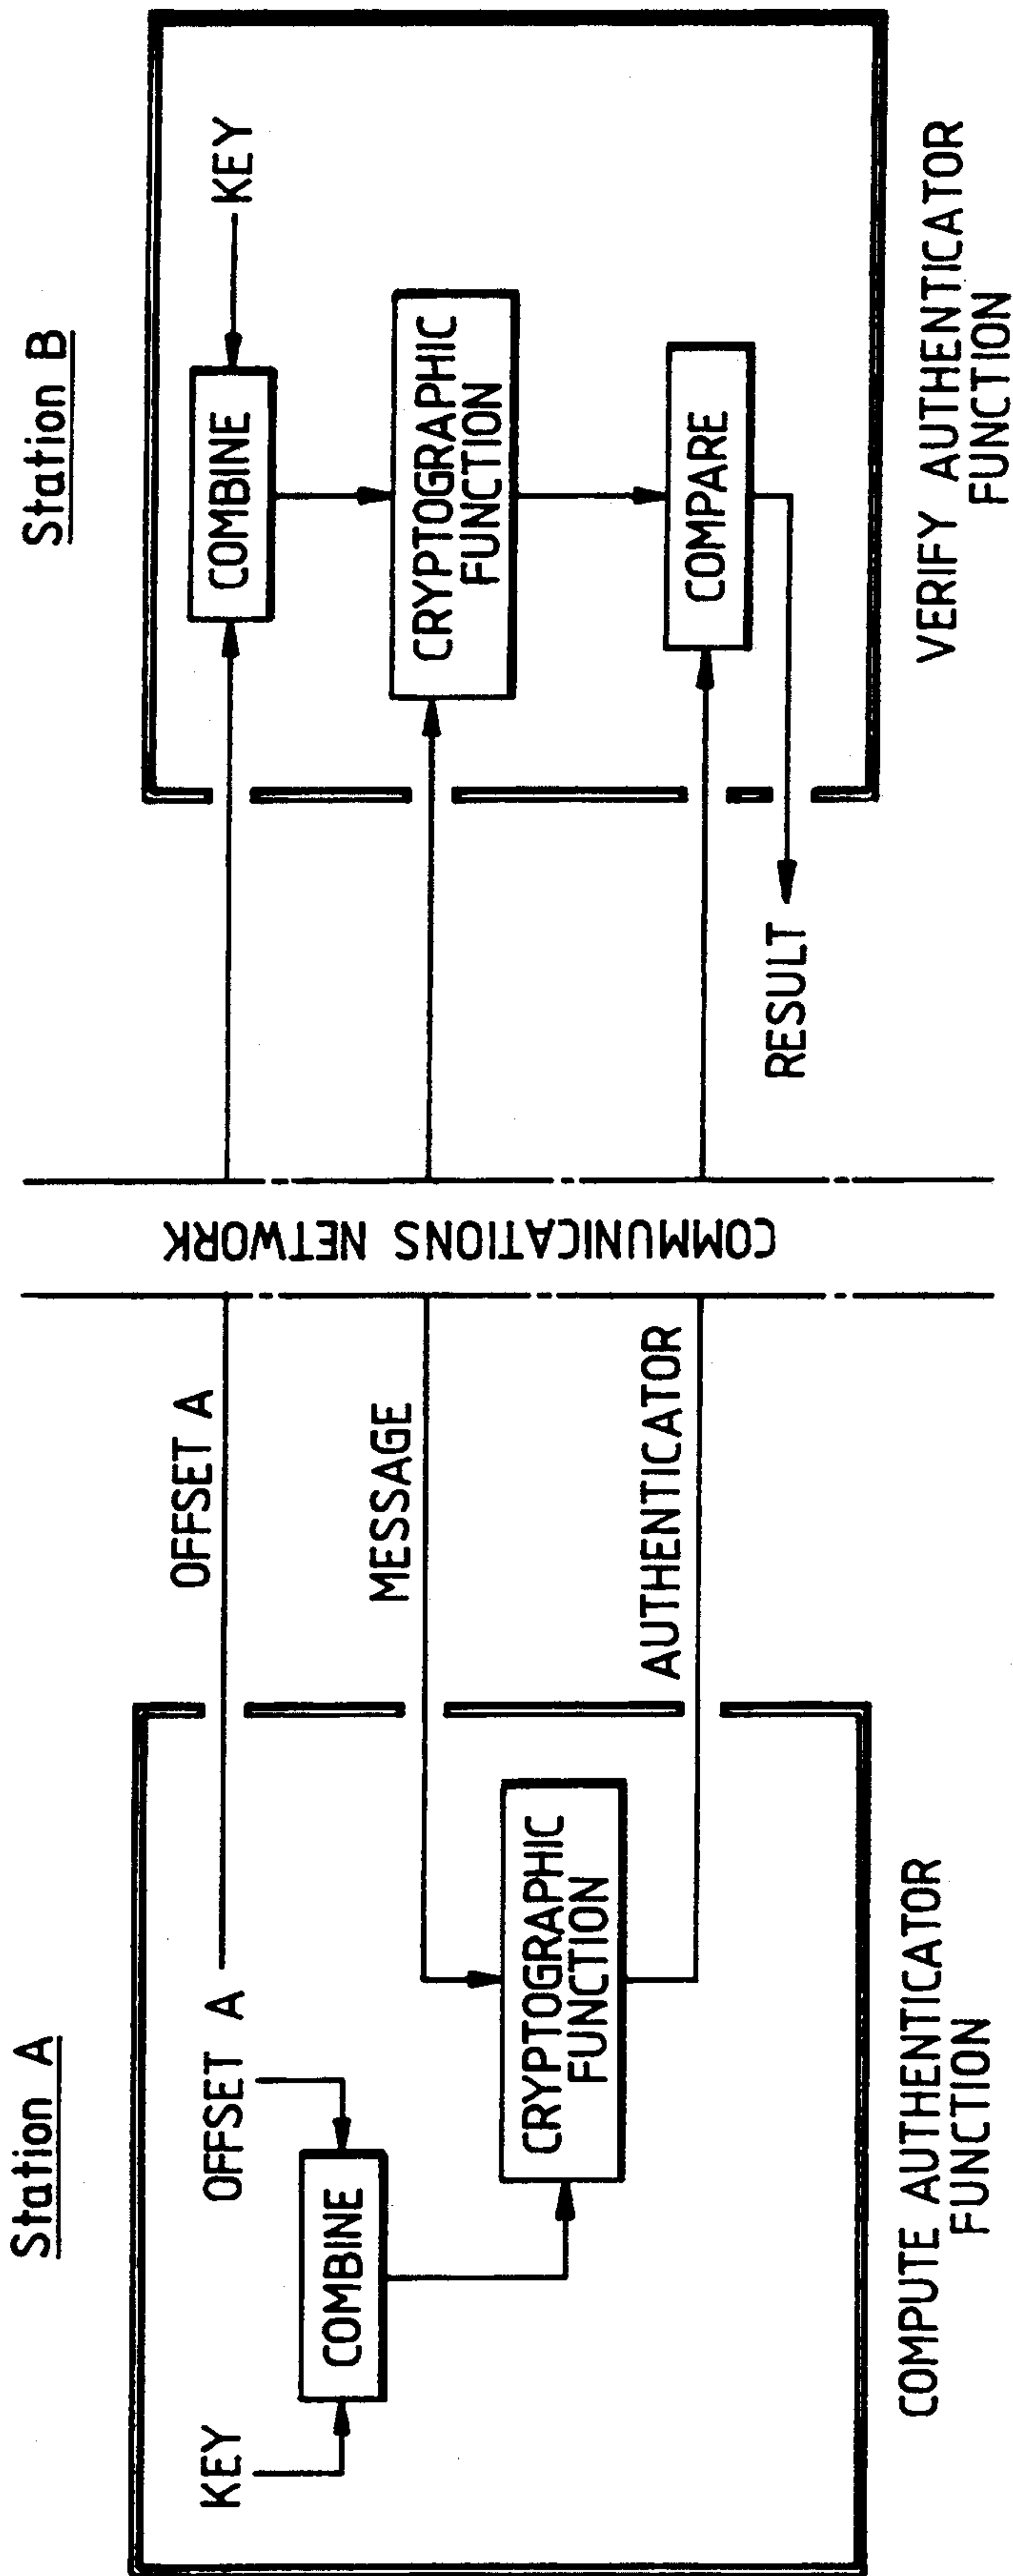 Station A
KEY
OFFSET A
OFFSET A
COMBINE
MESSAGE
CRYPTOGRAPHIC
FUNCTION
AUTHENTICATOR
COMPUTE AUTHENTICATOR
FUNCTION
COMMUNICATIONS NETWORK
Station B
KEY
COMBINE
CRYPTOGRAPHIC
FUNCTION
COMPARE
RESULT
VERIFY AUTHENTICATOR
FUNCTION